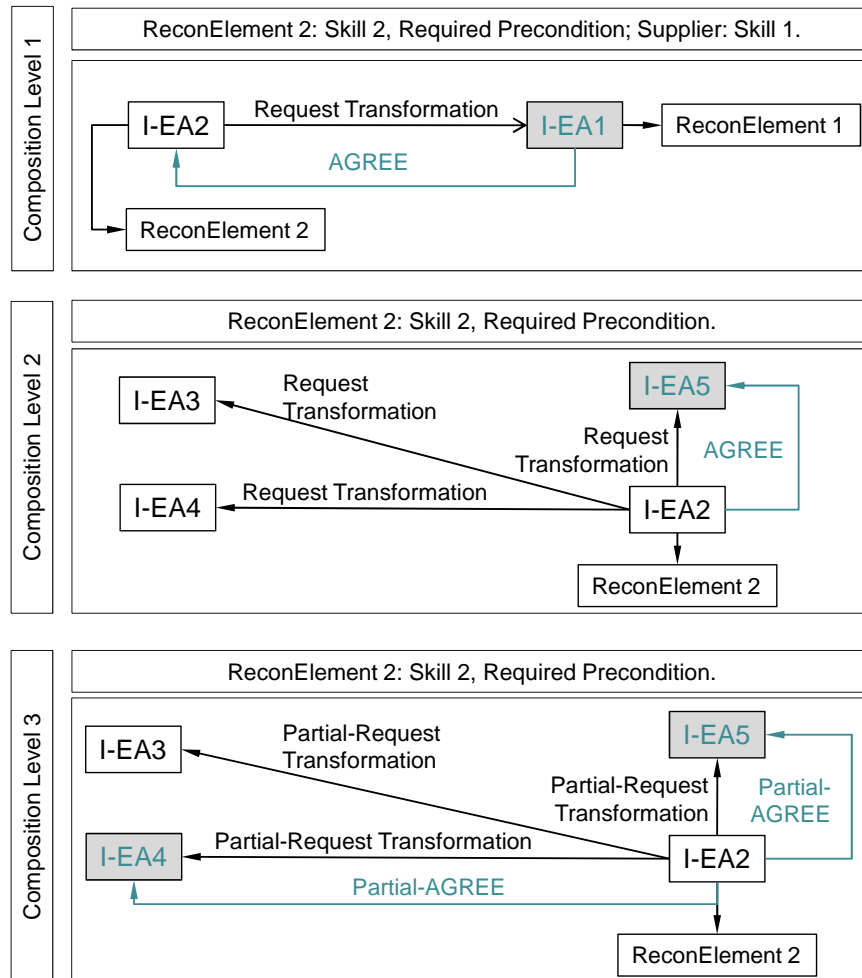 Composition Level 1
ReconElement 2: Skill 2, Required Precondition; Supplier: Skill 1.
I-EA2
Request Transformation
I-EA1
ReconElement 1
AGREE
ReconElement 2
Composition Level 2
ReconElement 2: Skill 2, Required Precondition.
I-EA3
Request
Transformation
I-EA5
Request
Transformation
AGREE
I-EA4
Request Transformation
I-EA2
ReconElement 2
Composition Level 3
ReconElement 2: Skill 2, Required Precondition.
I-EA3
Partial-Request
Transformation
I-EA5
Partial-Request
Transformation
Partial-
AGREE
I-EA4
Partial-Request Transformation
I-EA2
Partial-AGREE
ReconElement 2